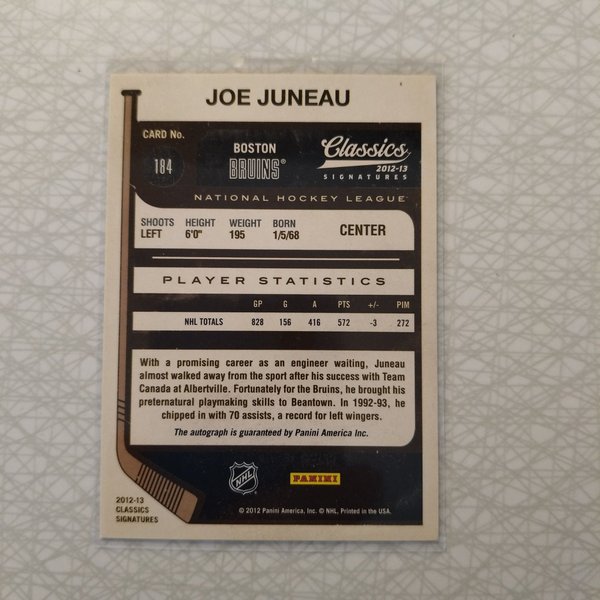 JOE JUNEAU
CARD No.
184
BOSTON
BRUINS®
Classics
2012-13
SIGNATURES
NATIONAL HOCKEY LEAGUE
SHOOTS HEIGHT WEIGHT BORN
LEFT 6'0" 195 1/5/68
CENTER
PLAYER STATISTICS
GP G A PTS +/- PIM
NHL TOTALS 828 156 416 572 -3 272
With a promising career as an engineer waiting, Juneau
almost walked away from the sport after his success with Team
Canada at Albertville. Fortunately for the Bruins, he brought his
preternatural playmaking skills to Beantown. In 1992-93, he
chipped in with 70 assists, a record for left wingers.
The autograph is guaranteed by Panini America Inc.
NHL
PANINI
2012-13
CLASSICS
SIGNATURES
© 2012 Panini America, Inc. © NHL. Printed in the USA.